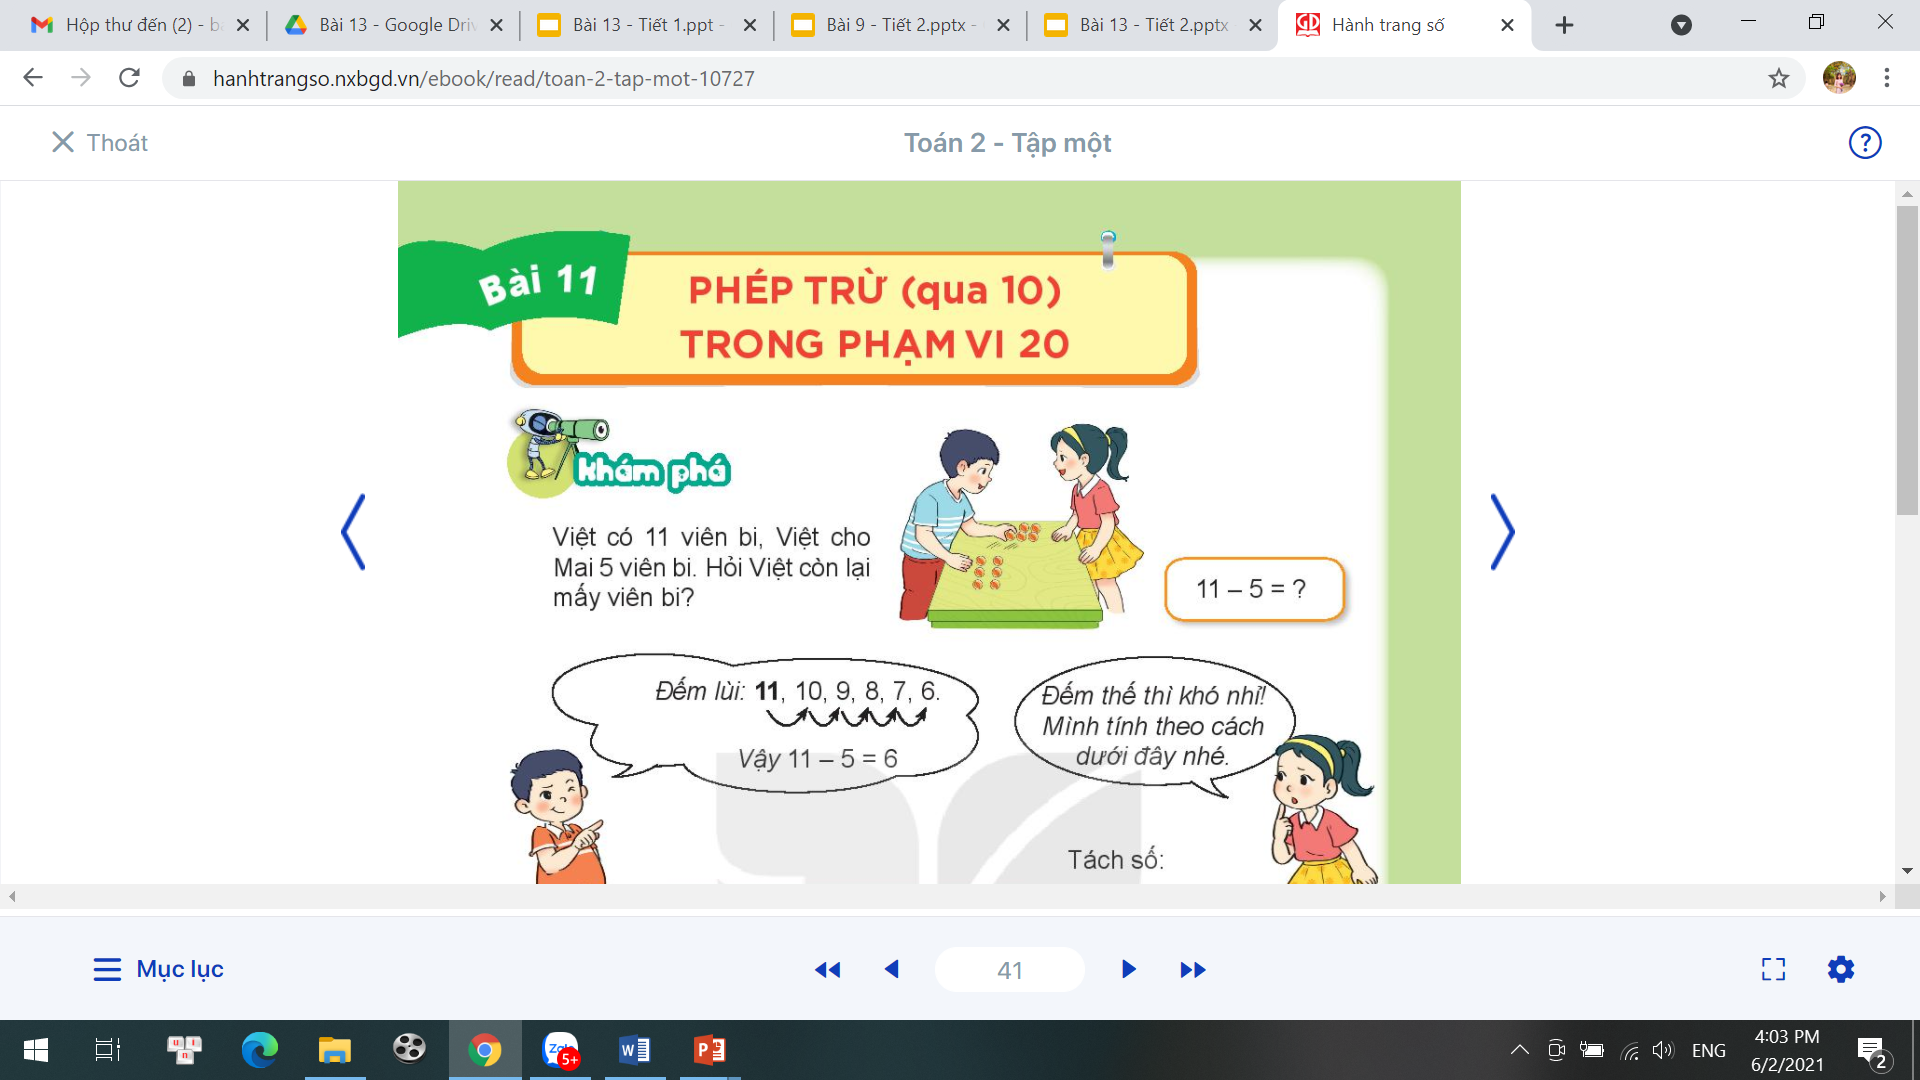 Hộp thư đến (2) - b
Bài 13 - Google Driv
Bài 13 - Tiết 1.ppt -
Bài 9 - Tiết 2.pptx -
Bài 13 - Tiết 2.pptx
Hành trang số
hanhtrangso.nxbgd.vn/ebook/read/toan-2-tap-mot-10727
Thoát
Toán 2 - Tập một
?
Bài 11
PHÉP TRỪ (qua 10)
TRONG PHẠM VI 20
Khám phá
Việt có 11 viên bi, Việt cho
Mai 5 viên bi. Hỏi Việt còn lại
mấy viên bi?
11 – 5 = ?
Đếm lùi: 11, 10, 9, 8, 7, 6.
Vậy 11 – 5 = 6
Đếm thế thì khó nhỉ!
Mình tính theo cách
dưới đây nhé.
Tách số:
Mục lục
41
u n i
Zalo
5+
W
P
ENG
4:03 PM
6/2/2021
2